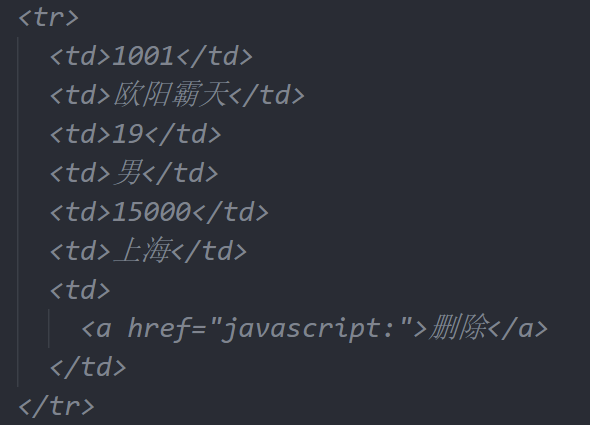 <tr>
<td>1001</td>
<td>欧阳霸天</td>
<td>19</td>
<td>男</td>
<td>15000</td>
<td>上海</td>
<td>
<a href="javascript:">删除</a>
</td>
</tr>